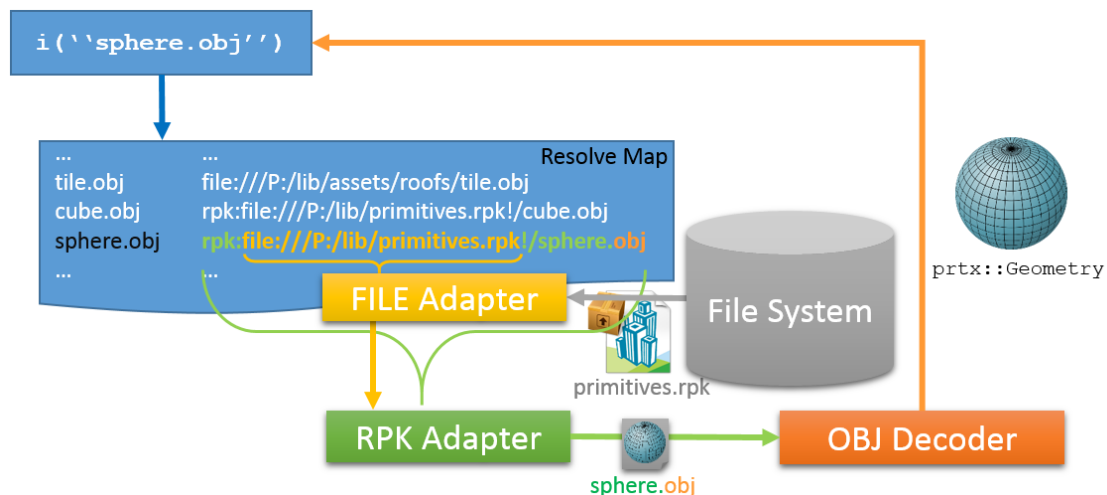 i(‘‘sphere.obj’’)
... ... Resolve Map
tile.obj file:///P:/lib/assets/roofs/tile.obj
cube.obj rpk:file:///P:/lib/primitives.rpk!/cube.obj
sphere.obj rpk:file:///P:/lib/primitives.rpk!/sphere.obj
... ...
prtx::Geometry
FILE Adapter
File System
primitives.rpk
RPK Adapter
OBJ Decoder
sphere.obj